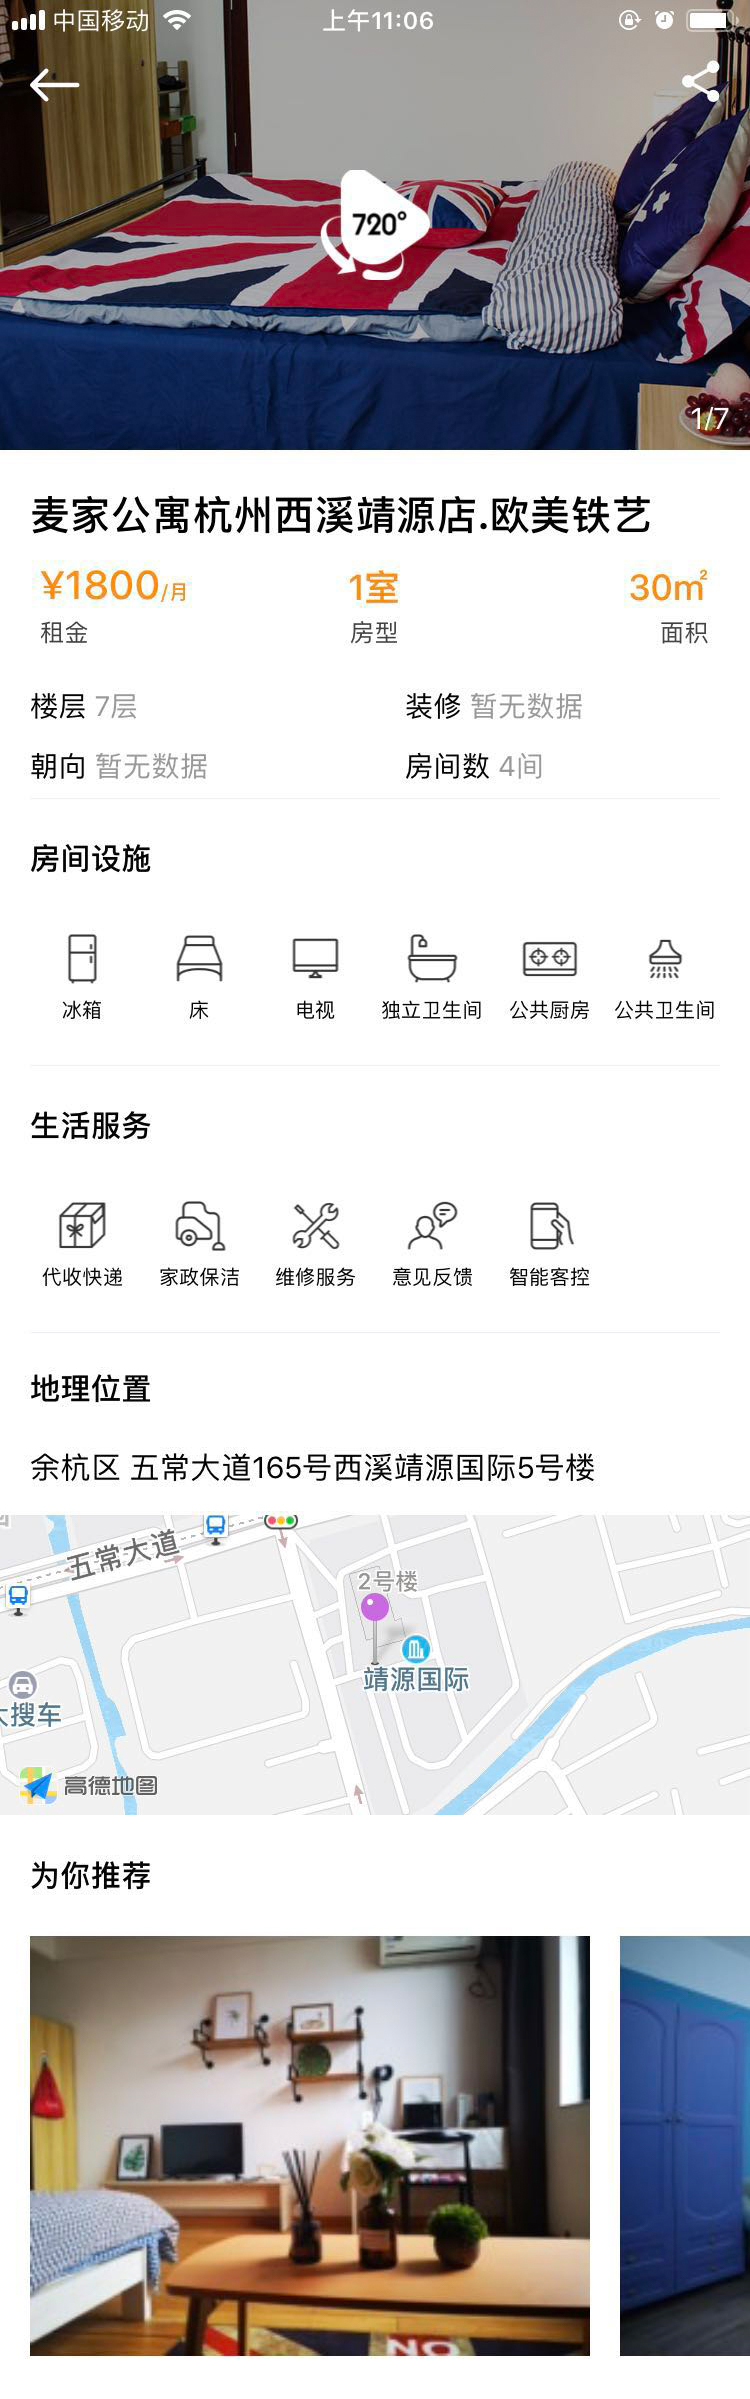 中国移动 上午11:06
720°
1/7
麦家公寓杭州西溪靖源店.欧美铁艺
¥1800/月 1室 30㎡
租金 房型 面积
楼层 7层 装修 暂无数据
朝向 暂无数据 房间数 4间
房间设施
冰箱 床 电视 独立卫生间 公共厨房 公共卫生间
生活服务
代收快递 家政保洁 维修服务 意见反馈 智能客控
地理位置
余杭区 五常大道165号西溪靖源国际5号楼
五常大道
2号楼
靖源国际
大搜车
高德地图
为你推荐
NO